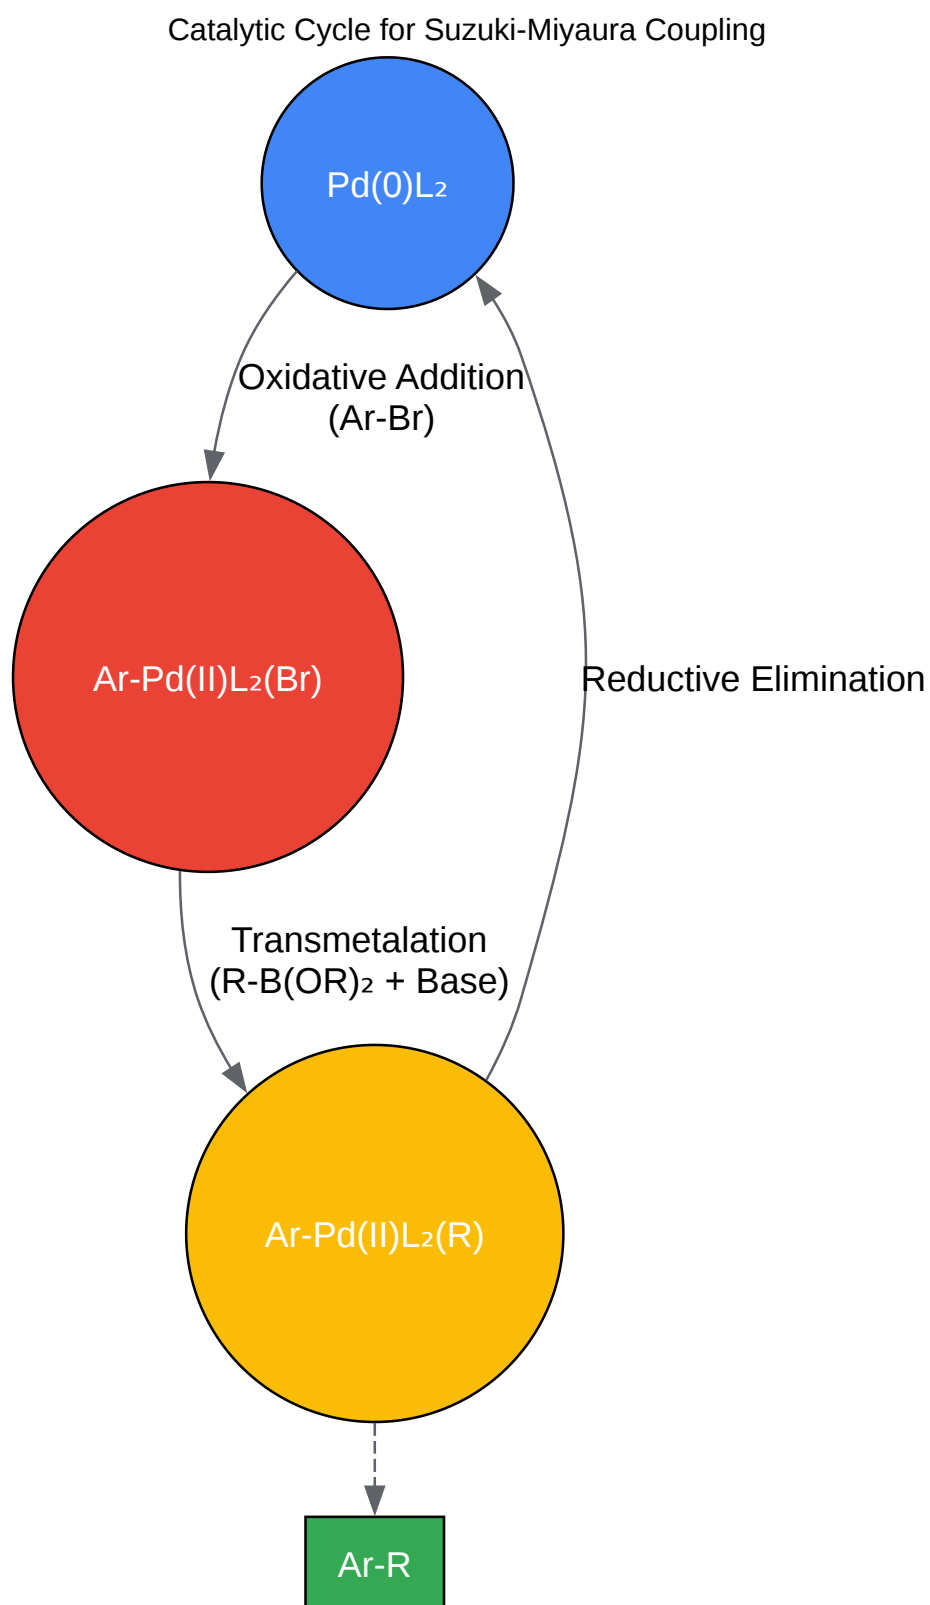 Catalytic Cycle for Suzuki-Miyaura Coupling
Pd(0)L₂
Oxidative Addition
(Ar-Br)
Ar-Pd(II)L₂(Br)
Reductive Elimination
Transmetalation
(R-B(OR)₂ + Base)
Ar-Pd(II)L₂(R)
Ar-R